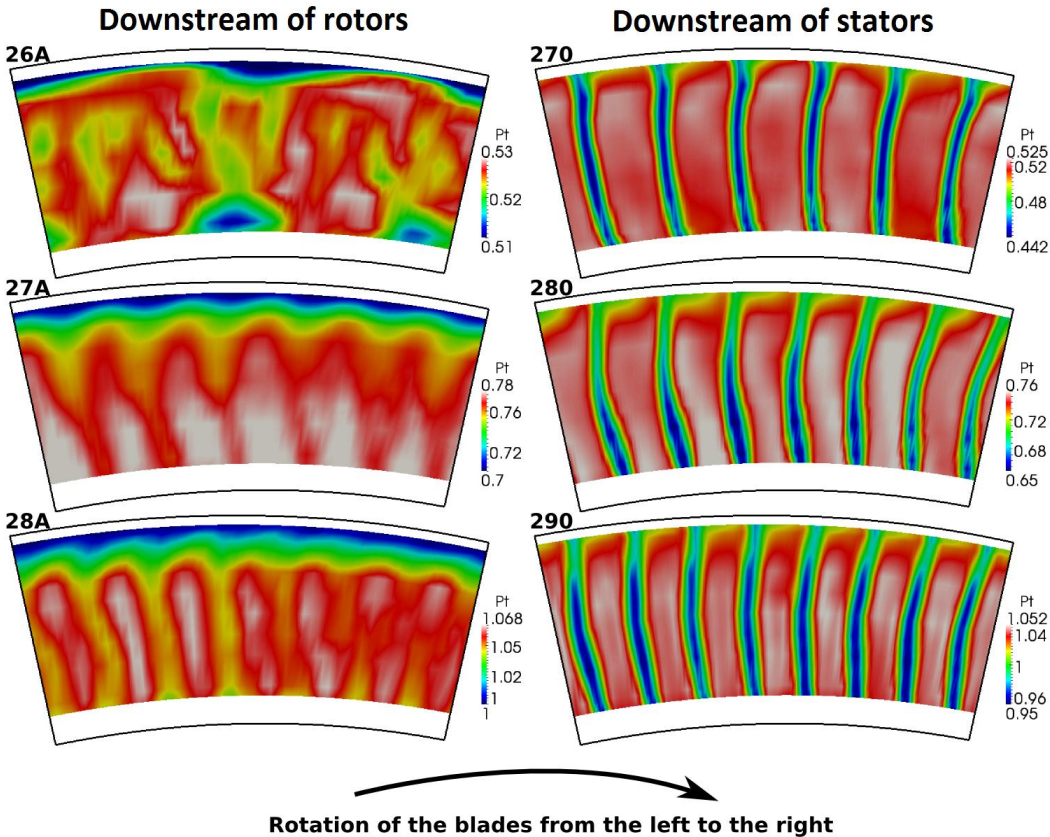 Downstream of rotors
Downstream of stators
26A
Pt
0.53
0.52
0.51
270
Pt
0.525
0.52
0.48
0.442
27A
Pt
0.78
0.76
0.72
0.7
280
Pt
0.76
0.72
0.68
0.65
28A
Pt
1.068
1.05
1.02
1
1
290
Pt
1.052
1.04
1
0.96
0.95
Rotation of the blades from the left to the right